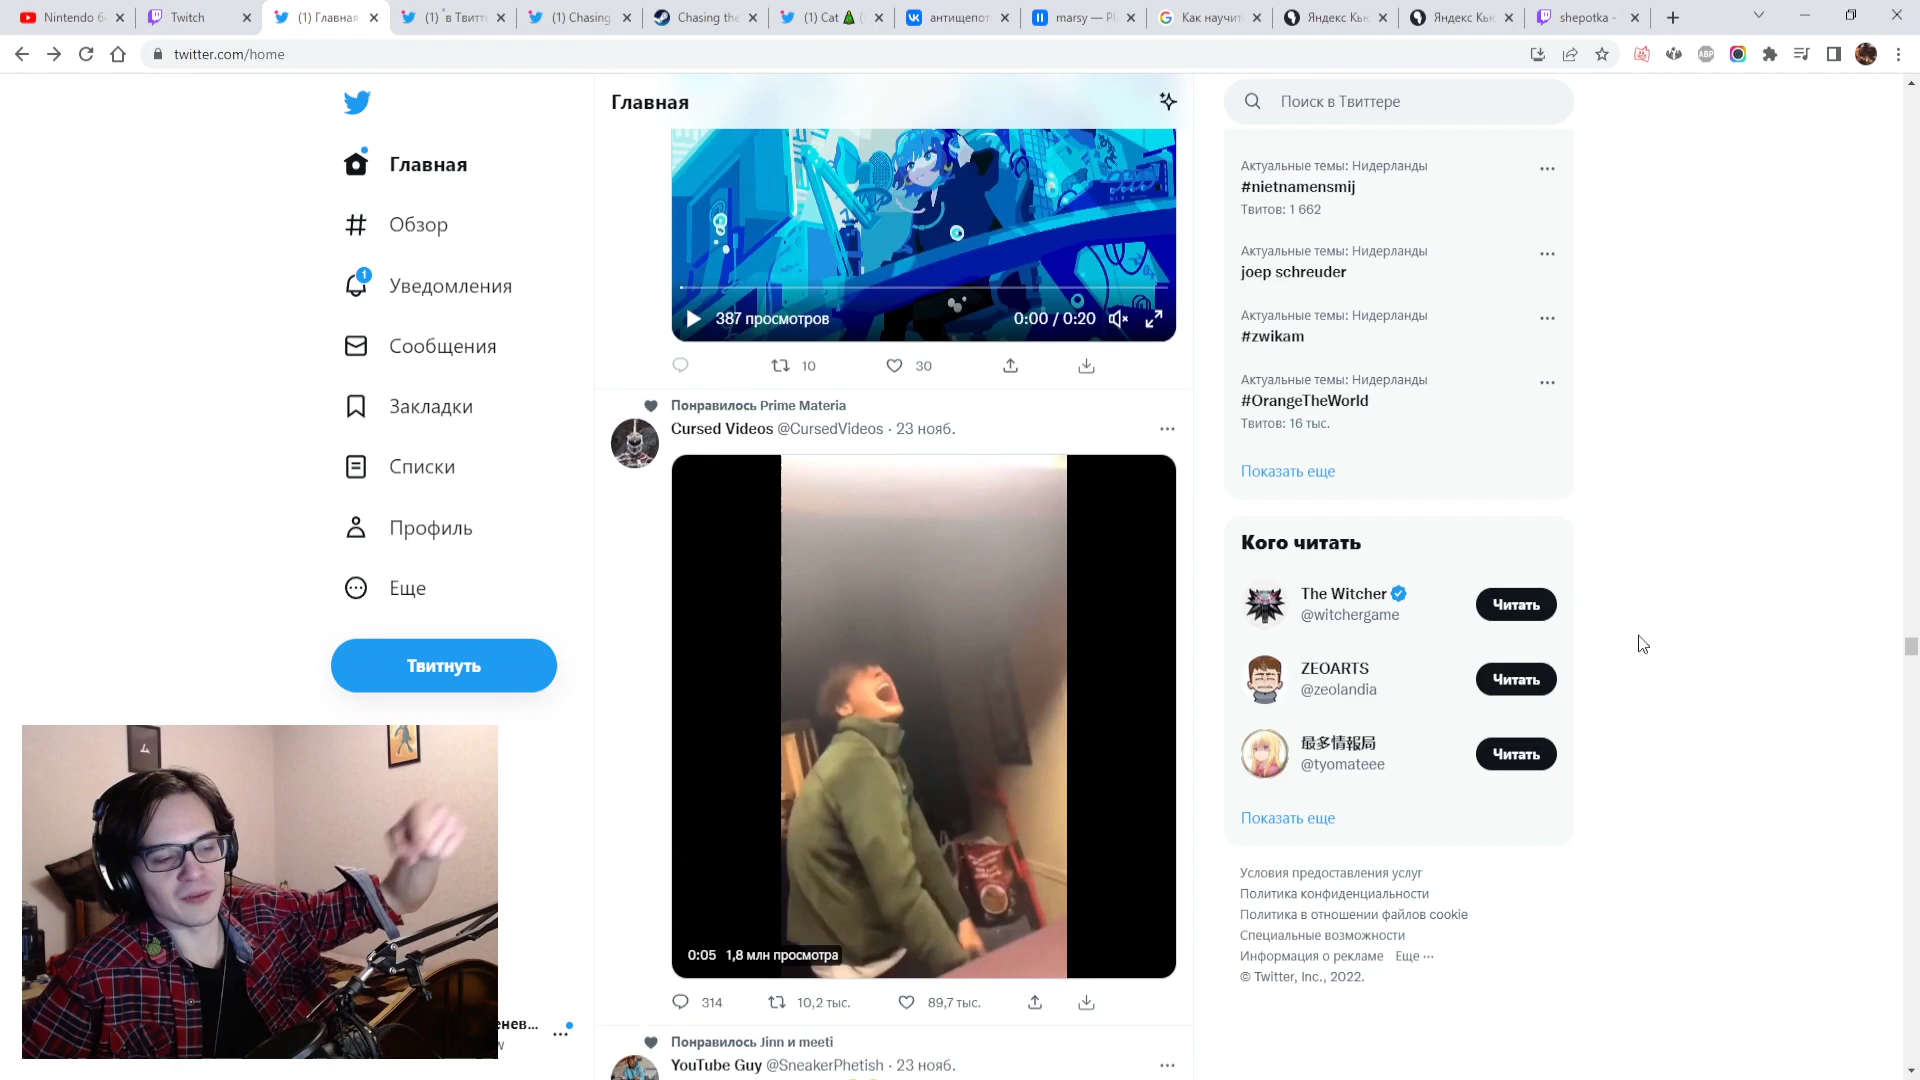 Nintendo 6
Twitch
(1) Главная
(1) в Твитт
(1) Chasing
Chasing the
(1) Cat 🎄
антищепот
marsy — Pl
Как научит
Яндекс Кы
Яндекс Кы
shepotka -
twitter.com/home
Главная
Обзор
1
Уведомления
Сообщения
Закладки
Списки
Профиль
Еще
Твитнуть
Главная
387 просмотров
0:00 / 0:20
10
30
Понравилось Prime Materia
Cursed Videos @CursedVideos · 23 нояб.
0:05 1,8 млн просмотра
314
10,2 тыс.
89,7 тыс.
Понравилось Jinn и meeti
YouTube Guy @SneakerPhetish · 23 нояб.
Поиск в Твиттере
Актуальные темы: Нидерланды
#nietnamensmij
Твитов: 1 662
Актуальные темы: Нидерланды
joep schreuder
Актуальные темы: Нидерланды
#zwikam
Актуальные темы: Нидерланды
#OrangeTheWorld
Твитов: 16 тыс.
Показать еще
Кого читать
The Witcher
@witchergame
Читать
ZEOARTS
@zeolandia
Читать
最多情報局
@tyomateee
Читать
Показать еще
Условия предоставления услуг
Политика конфиденциальности
Политика в отношении файлов cookie
Специальные возможности
Информация о рекламе Еще ···
© Twitter, Inc., 2022.
енев...
ABP